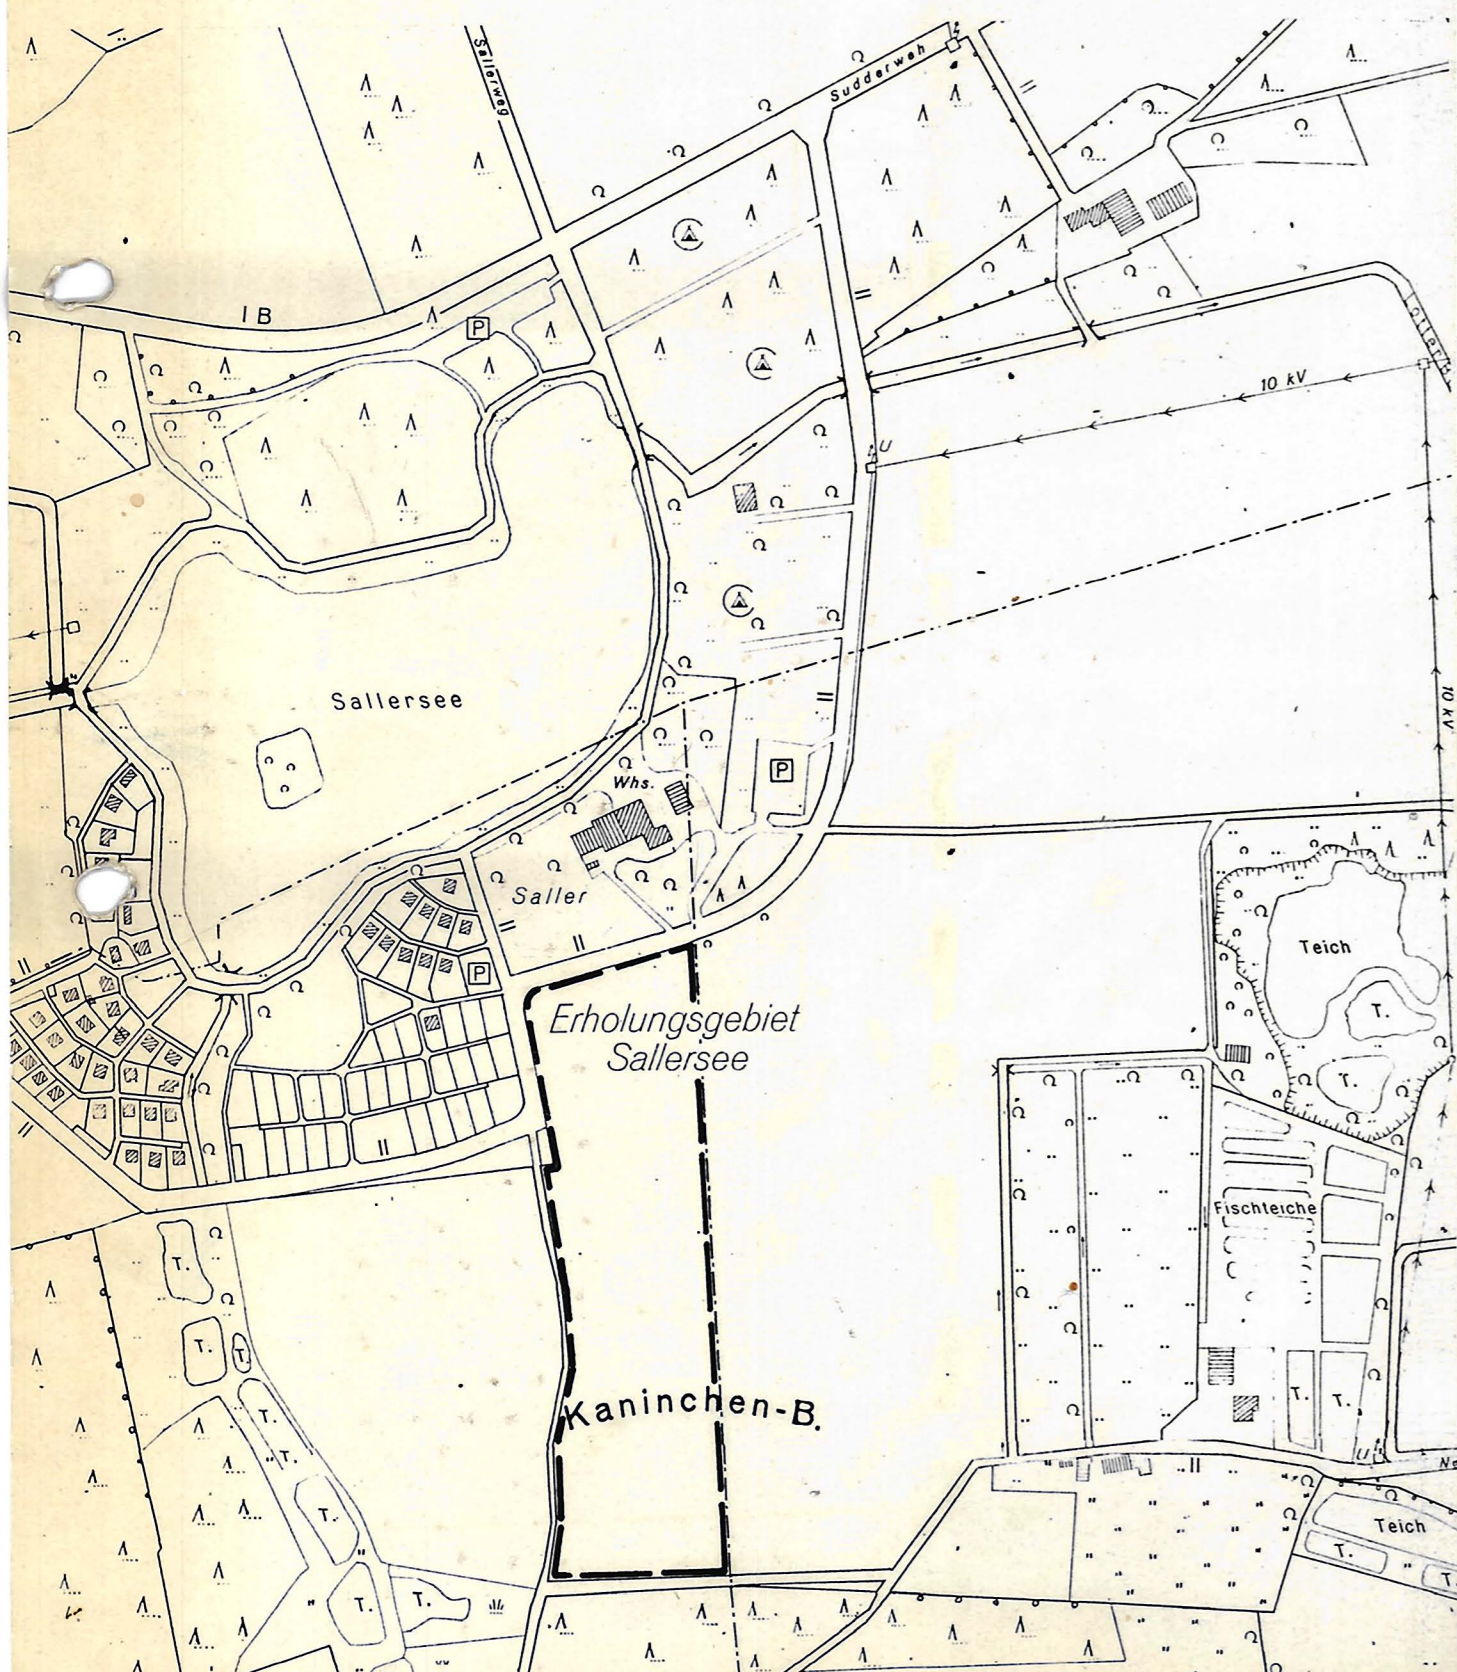 Sallerweg
Sudderweh
IB
P
10 kV
U
10 kV
Sallersee
P
Whs.
Saller
Teich
T.
T.
P
Erholungsgebiet
Sallersee
Fischteiche
T.
T.
T.
T.
T.
Kaninchen-B.
T.
T.
U
T.
Teich
T.
T.
T.
T.